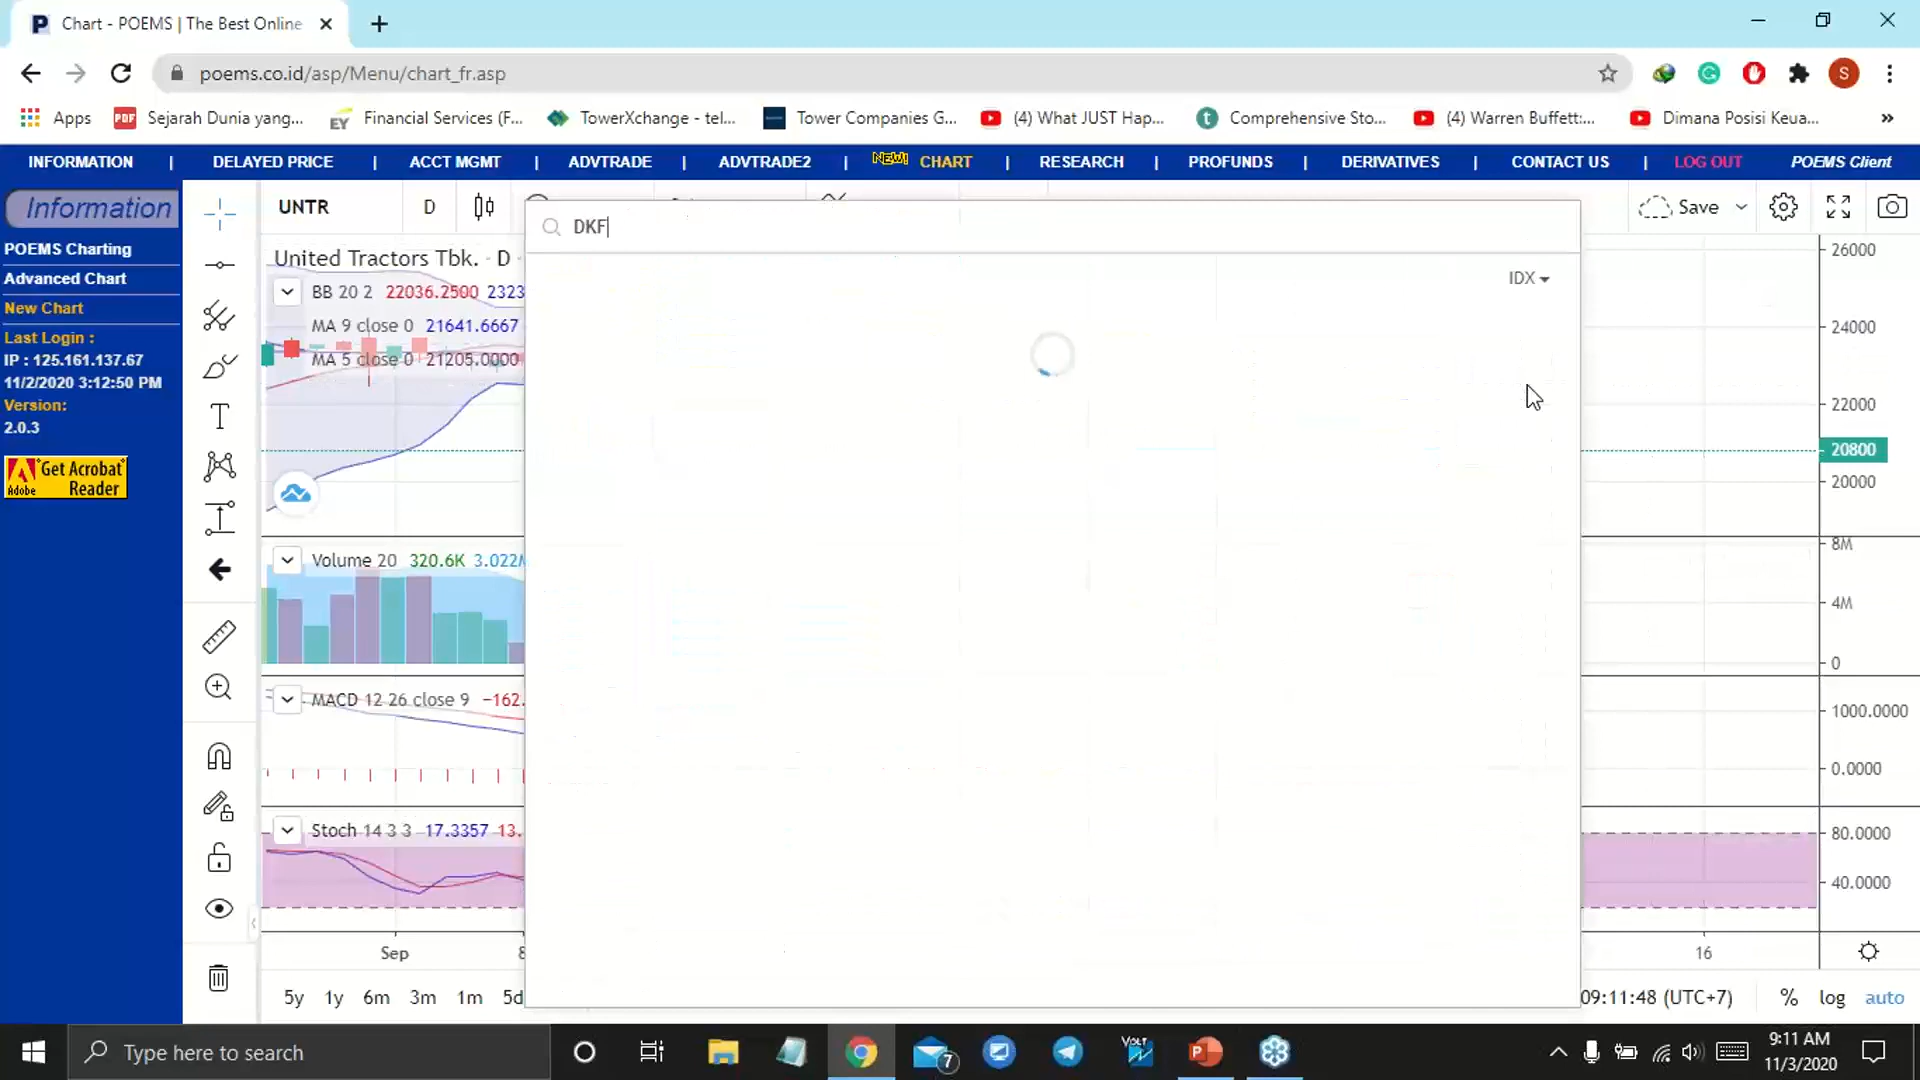 Chart - POEMS | The Best Online
poems.co.id/asp/Menu/chart_fr.asp
S
Apps
PDF
Sejarah Dunia yang...
EY
Financial Services (F...
TowerXchange - tel...
Tower Companies G...
(4) What JUST Hap...
Comprehensive Sto...
(4) Warren Buffett:...
Dimana Posisi Keua...
»
INFORMATION | DELAYED PRICE | ACCT MGMT | ADVTRADE | ADVTRADE2 | NEW! CHART | RESEARCH | PROFUNDS | DERIVATIVES | CONTACT US | LOG OUT POEMS Client
Information
POEMS Charting
Advanced Chart
New Chart
Last Login :
IP : 125.161.137.67
11/2/2020 3:12:50 PM
Version:
2.0.3
Adobe
Get Acrobat
Reader
UNTR
D
Save
DKF
IDX
United Tractors Tbk. · D
BB 20 2 22036.2500 2323
MA 9 close 0 21641.6667
MA 5 close 0 21205.0000
26000
24000
22000
20800
20000
Volume 20 320.6K 3.022M
8M
4M
0
MACD 12 26 close 9 −162.
1000.0000
0.0000
Stoch 14 3 3 17.3357 13.
80.0000
40.0000
Sep
8
16
5y 1y 6m 3m 1m 5d
09:11:48 (UTC+7) % log auto
Type here to search
7
VOLT
9:11 AM
11/3/2020